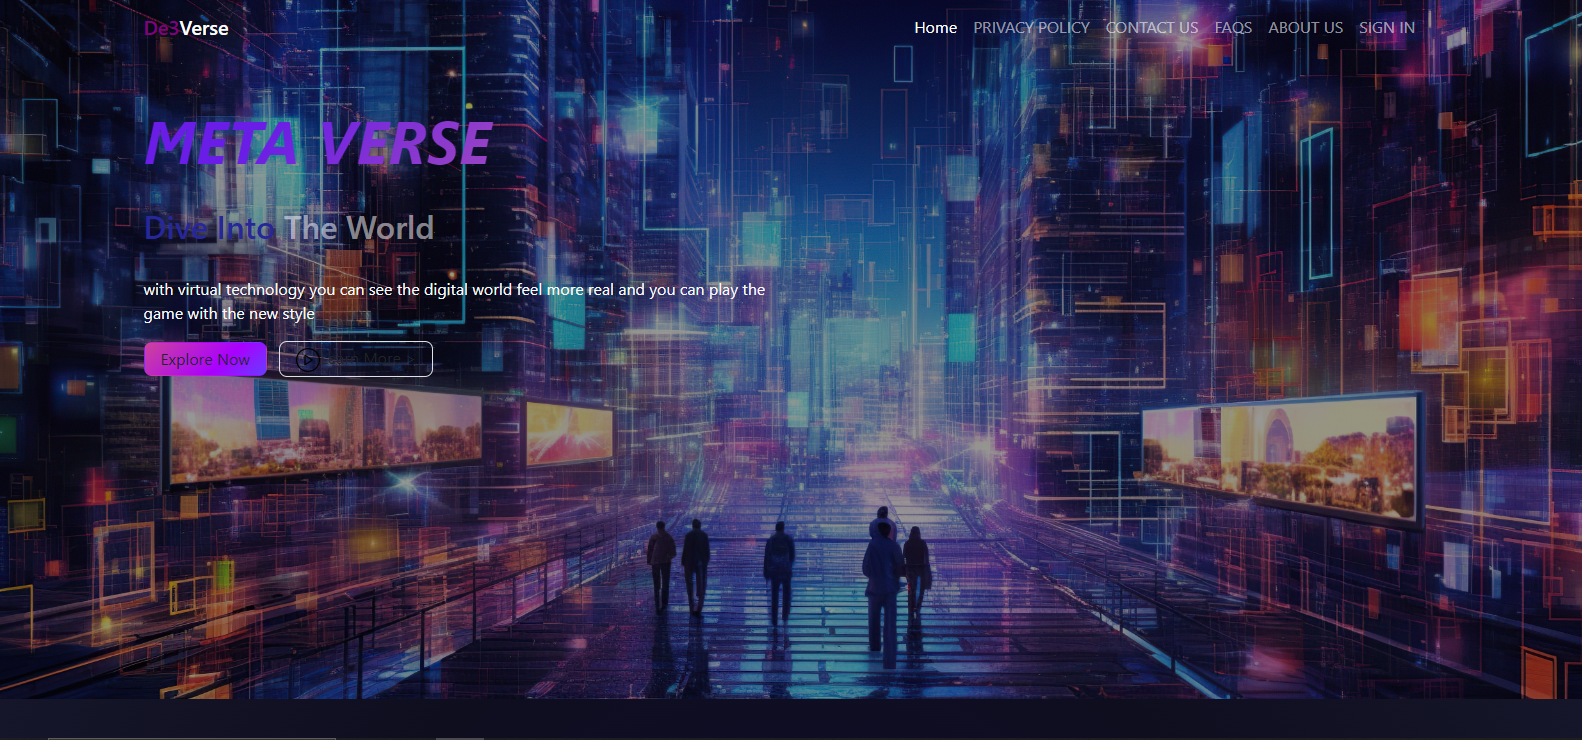 De3Verse
Home PRIVACY POLICY CONTACT US FAQS ABOUT US SIGN IN
META VERSE
Dive Into The World
with virtual technology you can see the digital world feel more real and you can play the
game with the new style
Explore Now
More >